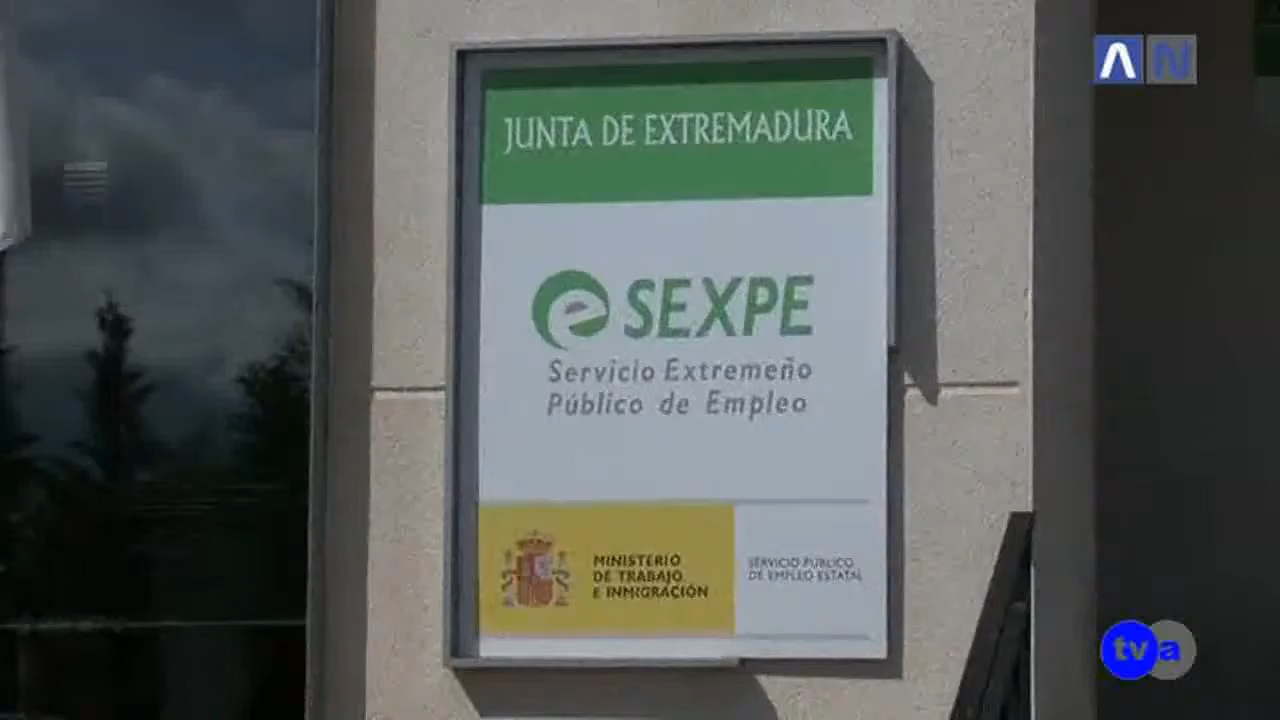 AN
JUNTA DE EXTREMADURA
e SEXPE
Servicio Extremeño
Público de Empleo
MINISTERIO
DE TRABAJO
E INMIGRACIÓN
SERVICIO PÚBLICO
DE EMPLEO ESTATAL
tva